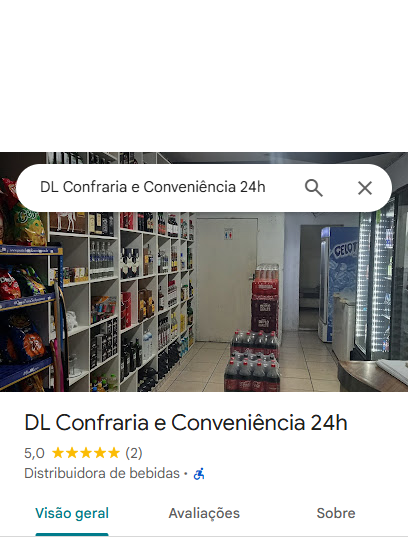 DL Confraria e Conveniência 24h
GELO
DL Confraria e Conveniência 24h
5,0 (2)
Distribuidora de bebidas ·
Visão geral Avaliações Sobre